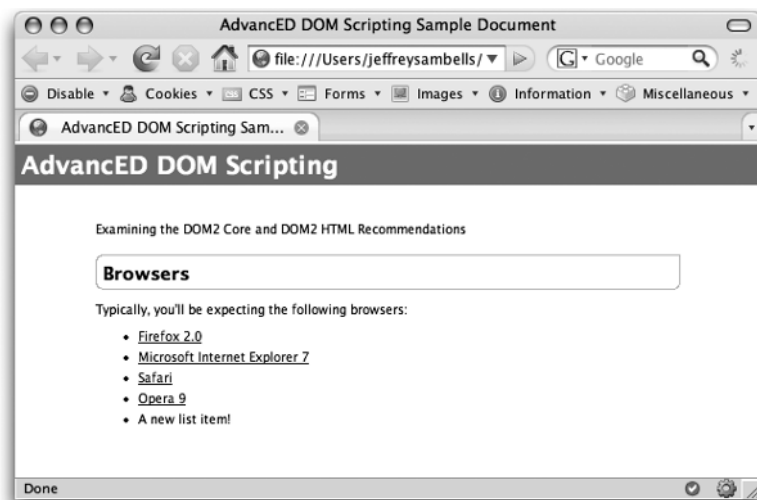 AdvancED DOM Scripting Sample Document
file:///Users/jeffreysambells/
G Google
Disable Cookies CSS Forms Images Information Miscellaneous
AdvancED DOM Scripting Sam...
AdvancED DOM Scripting
Examining the DOM2 Core and DOM2 HTML Recommendations
Browsers
Typically, you'll be expecting the following browsers:
• Firefox 2.0
• Microsoft Internet Explorer 7
• Safari
• Opera 9
• A new list item!
Done